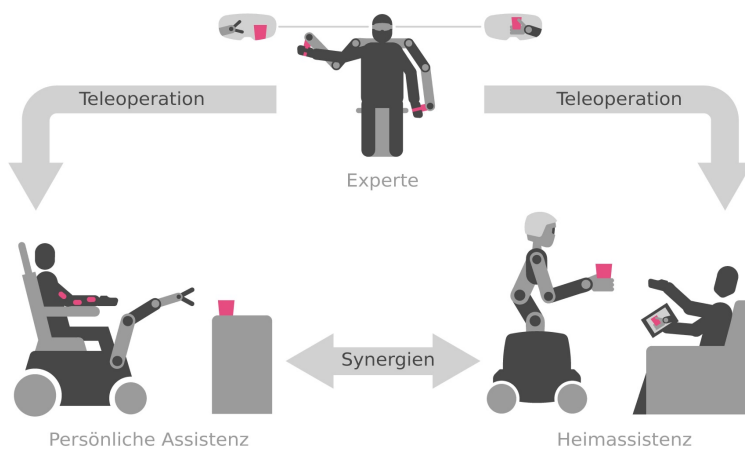 Teleoperation
Teleoperation
Experte
Synergien
Persönliche Assistenz
Heimassistenz